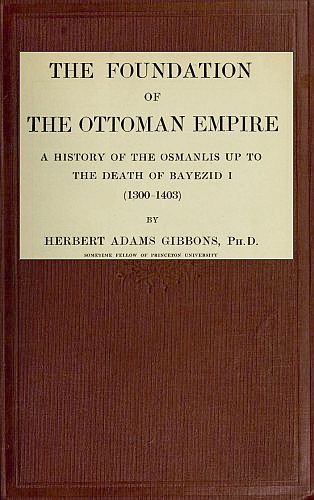 THE FOUNDATION
OF
THE OTTOMAN EMPIRE
A HISTORY OF THE OSMANLIS UP TO
THE DEATH OF BAYEZID I
(1300-1403)
BY
HERBERT ADAMS GIBBONS, Ph.D.
SOMETIME FELLOW OF PRINCETON UNIVERSITY